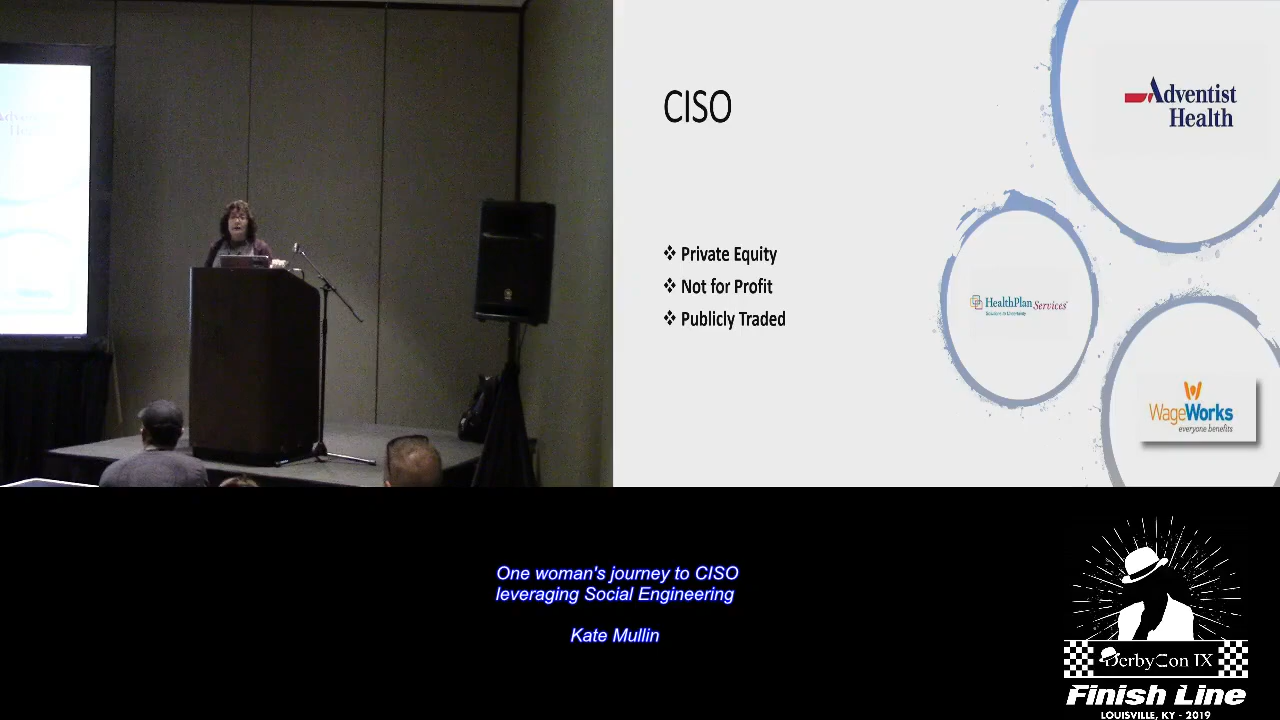 CISO
❖ Private Equity
❖ Not for Profit
❖ Publicly Traded
Adventist
Health
HealthPlan Services
WageWorks
everyone benefits
One woman's journey to CISO
leveraging Social Engineering
Kate Mullin
DerbyCon IX
Finish Line
LOUISVILLE, KY - 2019